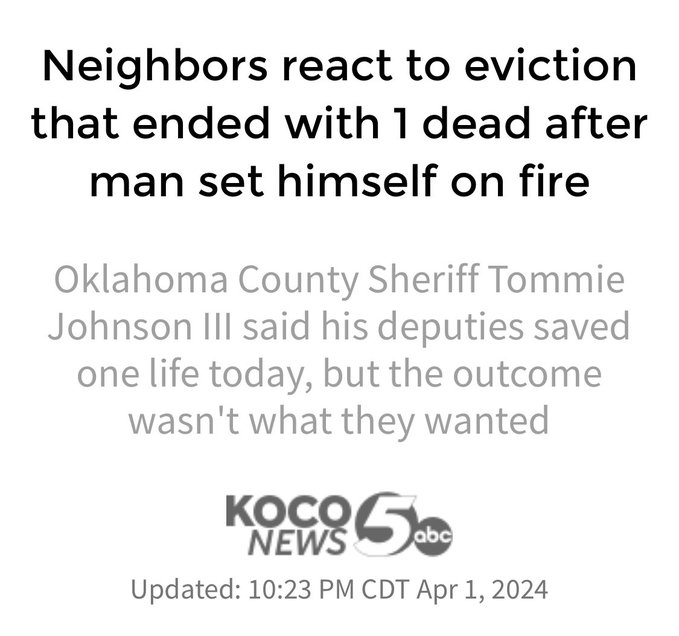 Neighbors react to eviction
that ended with 1 dead after
man set himself on fire
Oklahoma County Sheriff Tommie
Johnson III said his deputies saved
one life today, but the outcome
wasn't what they wanted
KOCO 5 abc
NEWS
Updated: 10:23 PM CDT Apr 1, 2024